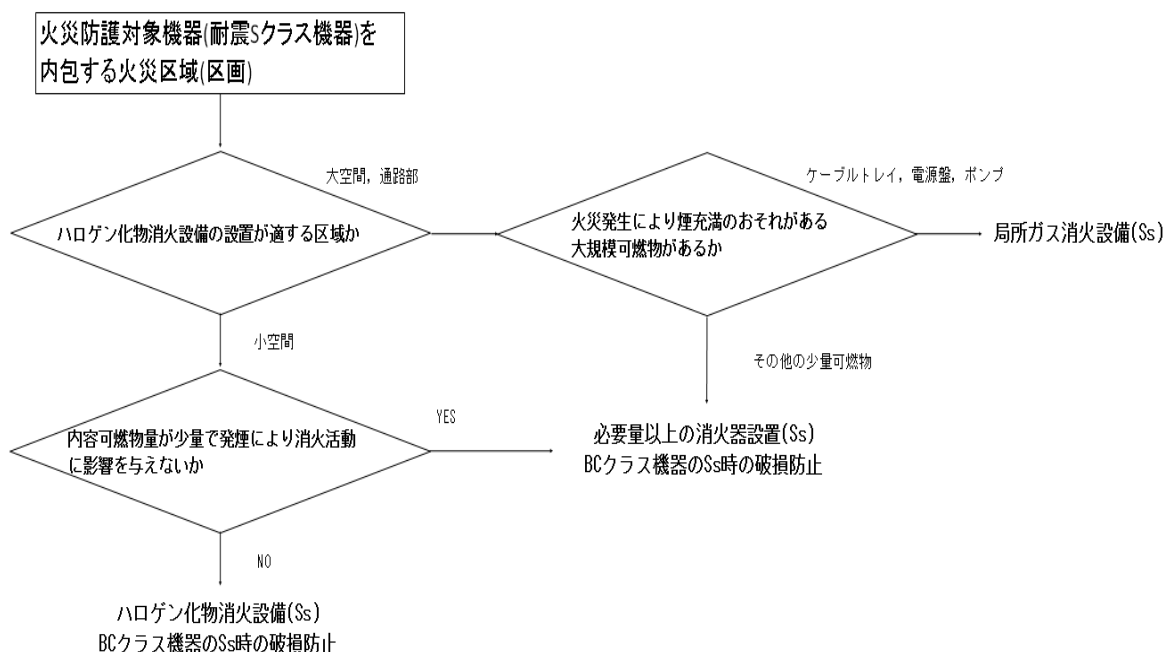 火災防護対象機器(耐震Sクラス機器)を
内包する火災区域(区画)
大空間, 通路部
ケーブルトレイ, 電源盤, ポンプ
ハロゲン化物消火設備の設置が適する区域か
火災発生により煙充満のおそれがある
大規模可燃物があるか
局所ガス消火設備(Ss)
小空間
その他の少量可燃物
内容可燃物量が少量で発煙により消火活動
に影響を与えないか
YES
必要量以上の消火器設置(Ss)
BCクラス機器のSs時の破損防止
NO
ハロゲン化物消火設備(Ss)
BCクラス機器のSs時の破損防止